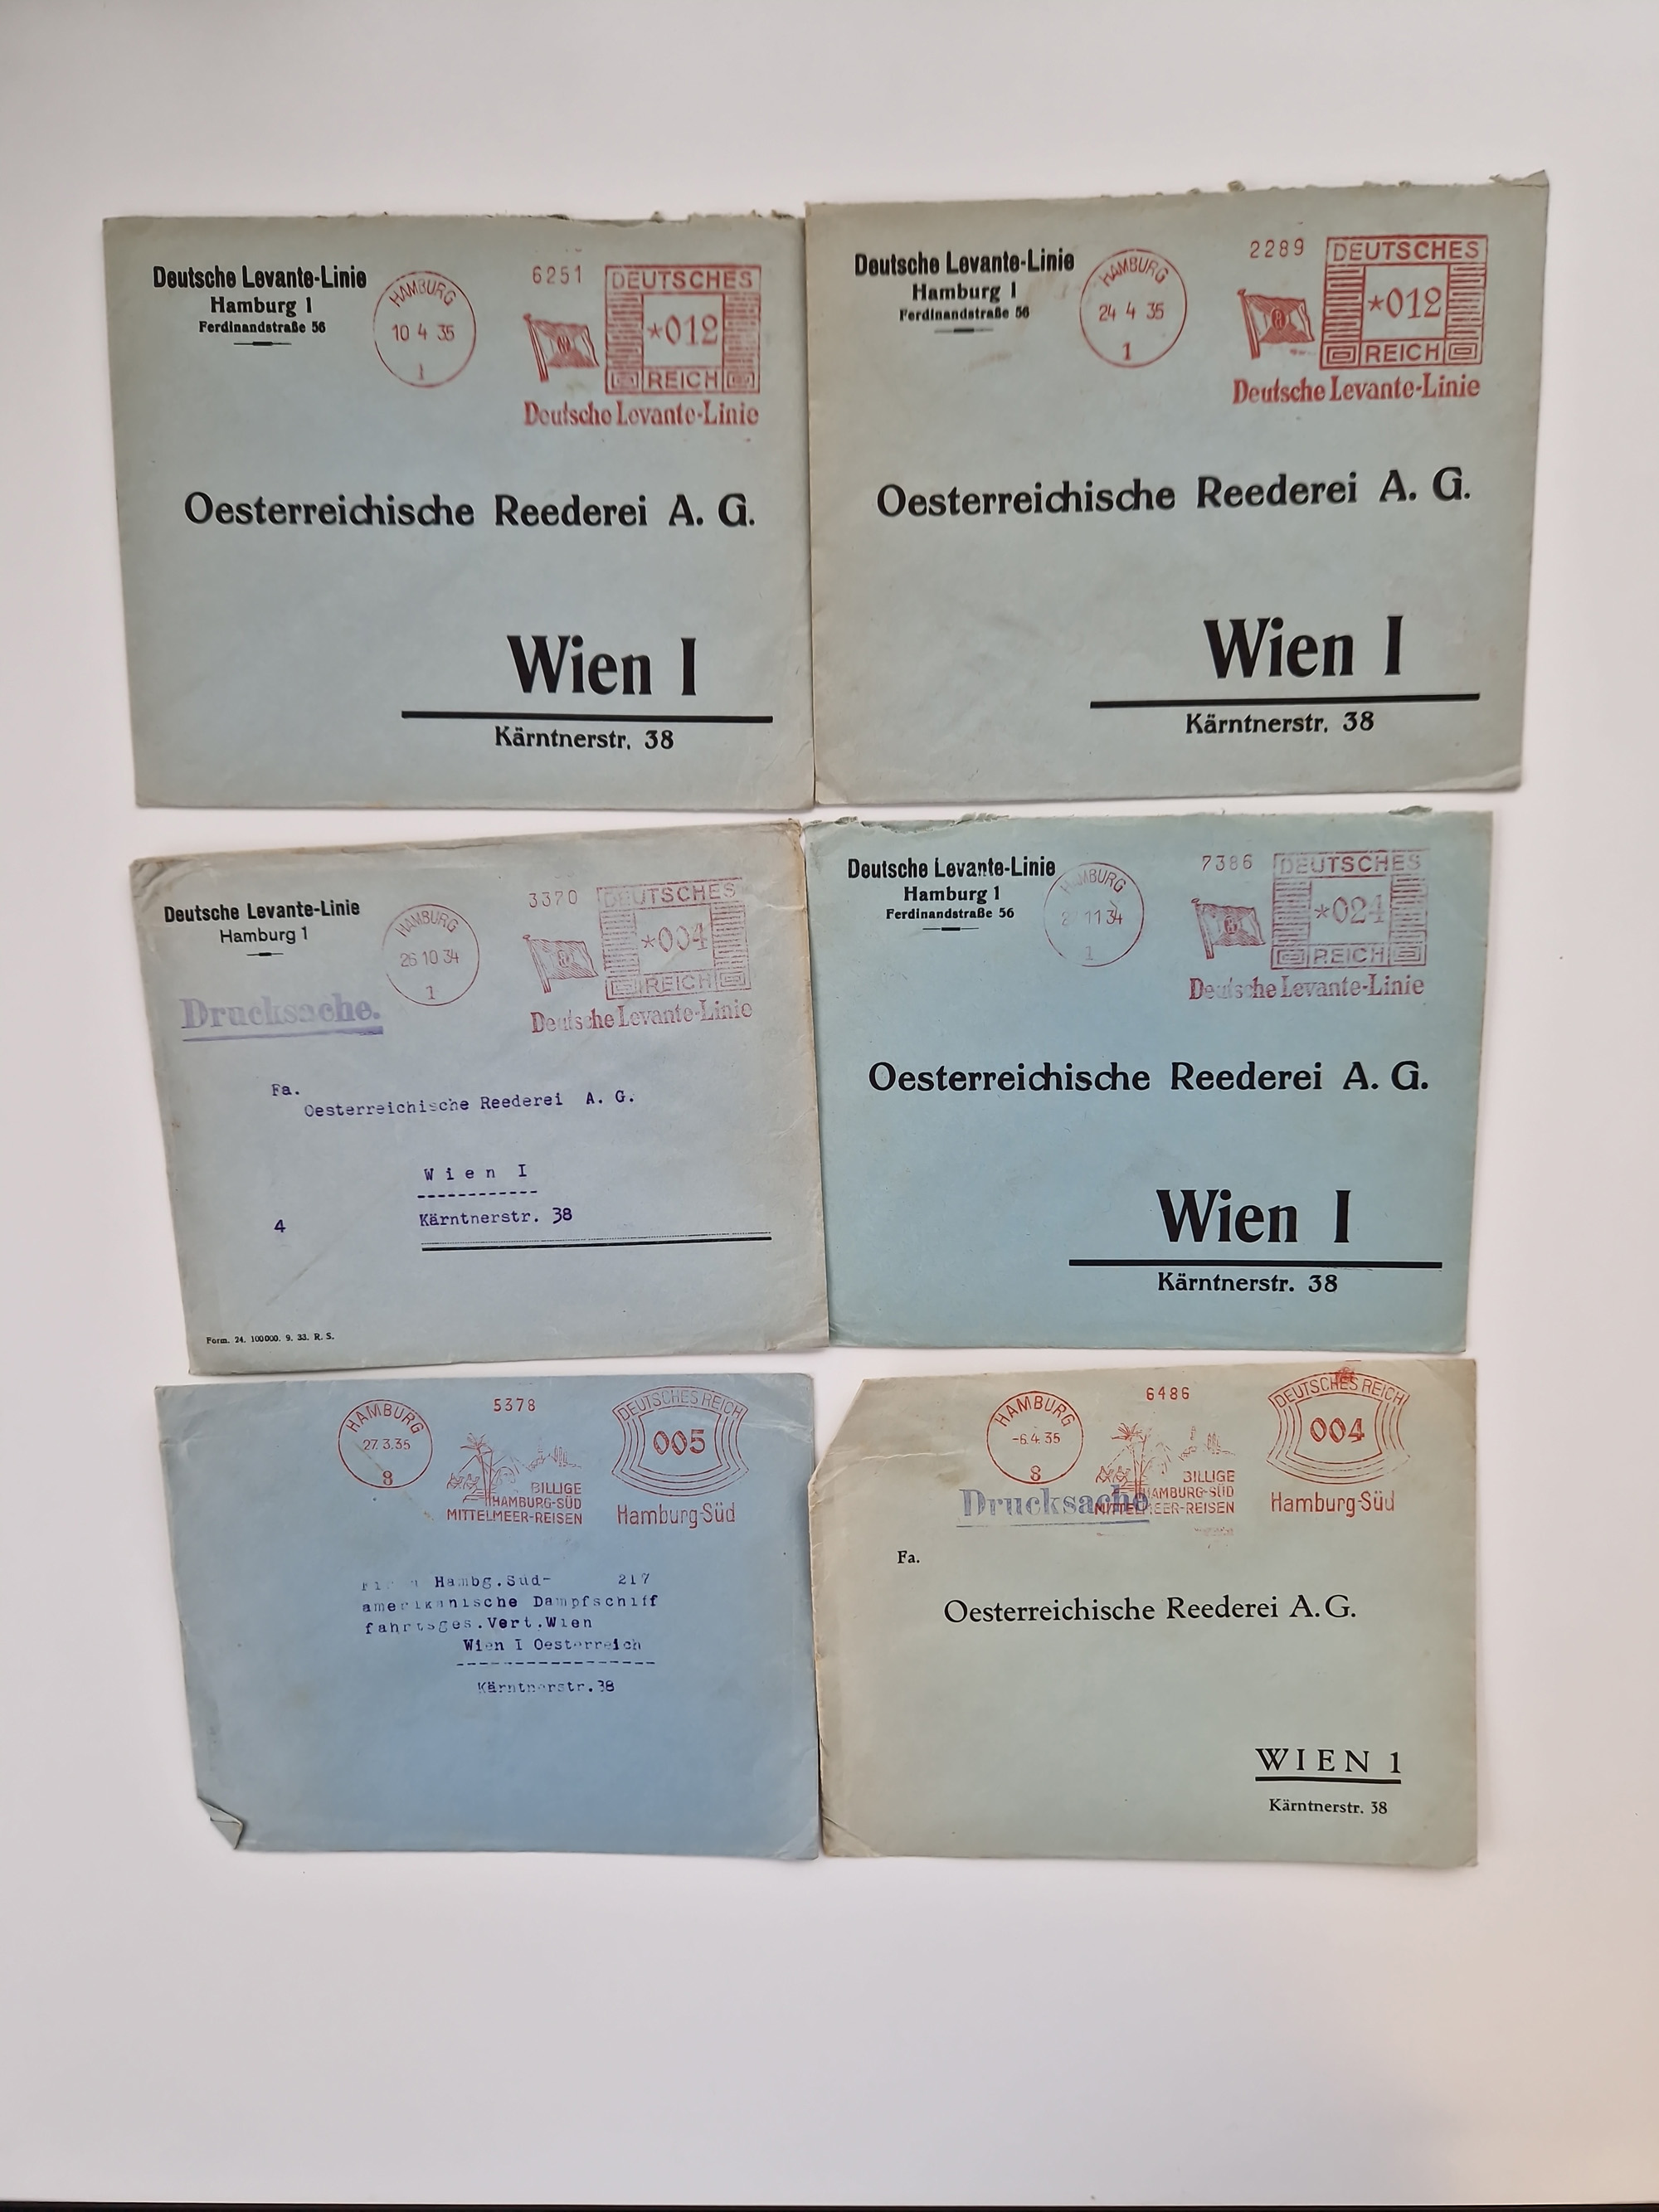 Deutsche Levante-Linie
Hamburg 1
Ferdinandstraße 56
HAMBURG
10 4 35
1
6251
DEUTSCHES
*012
REICH
Deutsche Levante-Linie
Oesterreichische Reederei A. G.
Wien I
Kärntnerstr. 38
Deutsche Levante-Linie
Hamburg 1
Ferdinandstraße 56
HAMBURG
24 4 35
1
2289
DEUTSCHES
*012
REICH
Deutsche Levante-Linie
Oesterreichische Reederei A. G.
Wien I
Kärntnerstr. 38
Deutsche Levante-Linie
Hamburg 1
HAMBURG
26 10 34
1
3370
DEUTSCHES
*004
REICH
Deutsche Levante-Linie
Drucksache.
Fa.
Oesterreichische Reederei A. G.
Wien I
4
Kärntnerstr. 38
Form. 24. 100000. 9. 33. R. S.
Deutsche Levante-Linie
Hamburg 1
Ferdinandstraße 56
HAMBURG
11 34
1
7386
DEUTSCHES
*024
REICH
Deutsche Levante-Linie
Oesterreichische Reederei A. G.
Wien I
Kärntnerstr. 38
HAMBURG
27.3.35
8
5378
BILLIGE
HAMBURG-SÜD
MITTELMEER-REISEN
DEUTSCHES REICH
005
Hamburg-Süd
Hambg.Süd- 217
amerikanische Dampfschiff
fahrtsges.Vert.Wien
Wien I Oesterreich
Kärntnerstr.38
HAMBURG
-6.4.35
8
6486
BILLIGE
HAMBURG-SÜD
MITTELMEER-REISEN
DEUTSCHES REICH
004
Hamburg-Süd
Drucksache
Fa.
Oesterreichische Reederei A.G.
WIEN 1
Kärntnerstr. 38